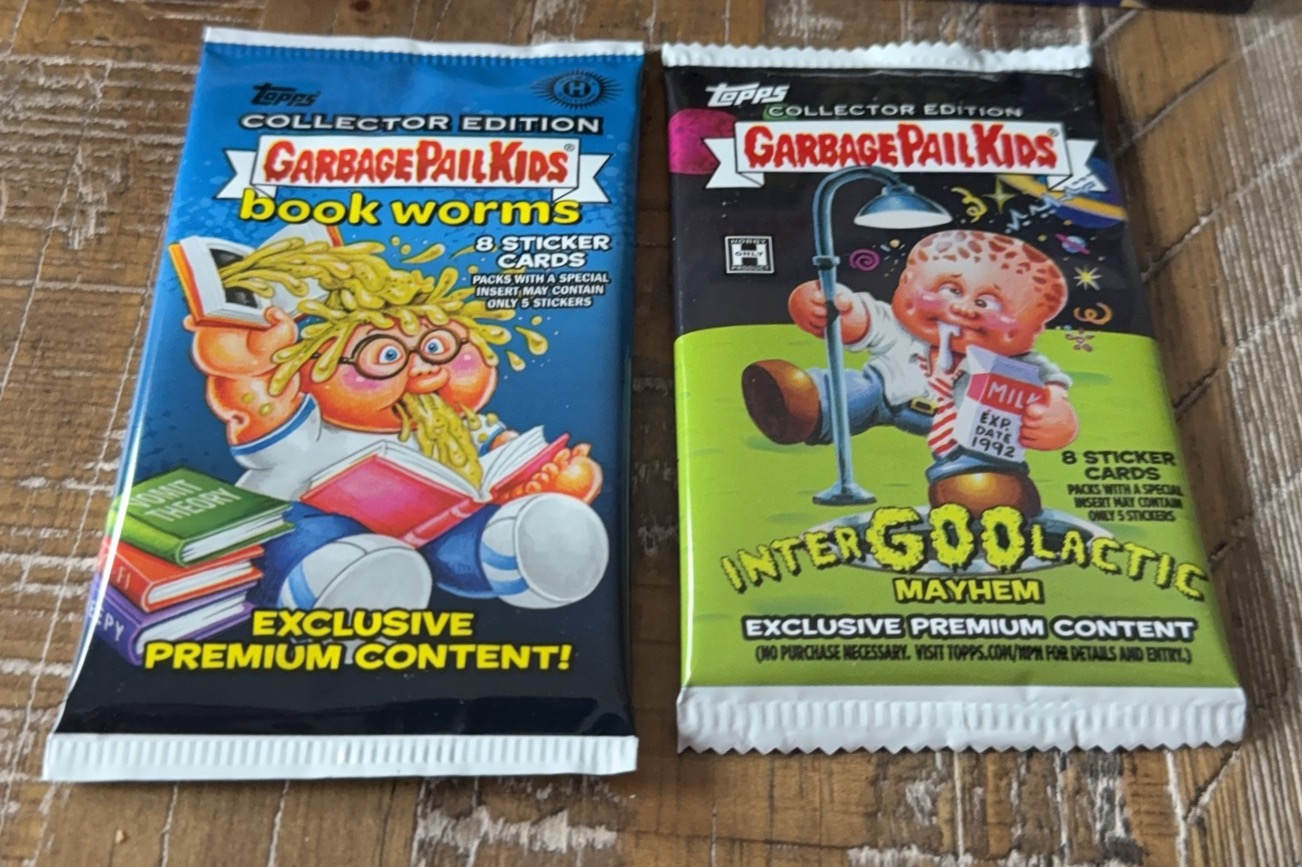 Topps
H
COLLECTOR EDITION
GARBAGE PAIL KIDS®
book worms
8 STICKER
CARDS
PACKS WITH A SPECIAL
INSERT MAY CONTAIN
ONLY 5 STICKERS
VOMIT
THEORY
FI
EPY
EXCLUSIVE
PREMIUM CONTENT!
Topps
COLLECTOR EDITION
GARBAGE PAIL KIDS®
HOBBY
H
ONLY
PRODUCT
MILK
EXP.
DATE
1992
8 STICKER
CARDS
PACKS WITH A SPECIAL
INSERT MAY CONTAIN
ONLY 5 STICKERS
INTERGOOLACTIC
MAYHEM
EXCLUSIVE PREMIUM CONTENT
(NO PURCHASE NECESSARY. VISIT TOPPS.COM/NPN FOR DETAILS AND ENTRY.)